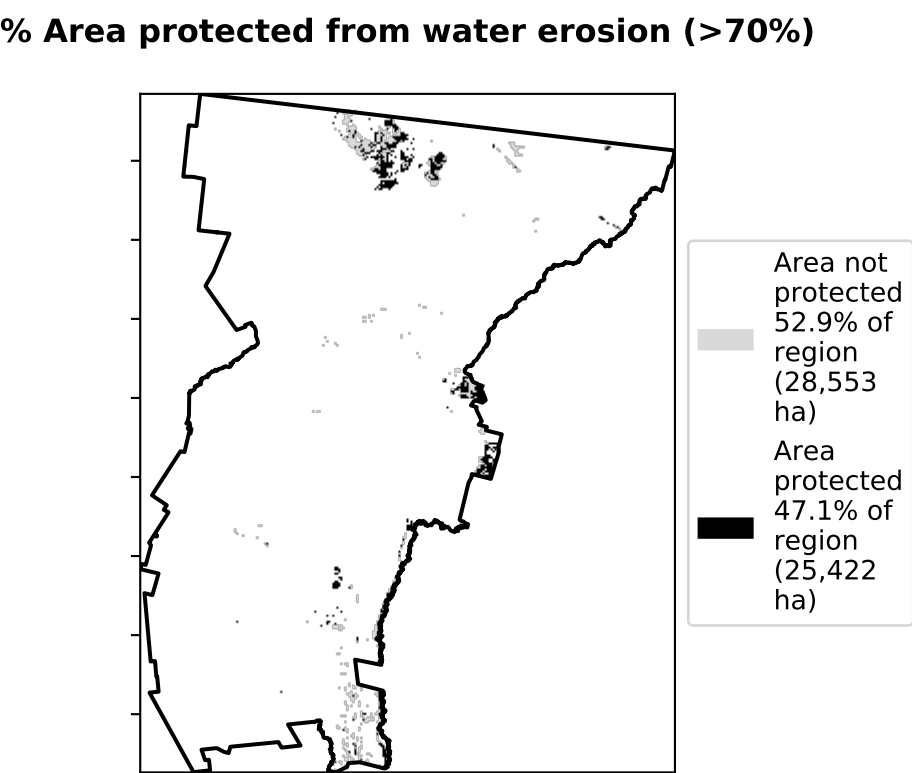 % Area protected from water erosion (>70%)
Area not
protected
52.9% of
region
(28,553
ha)
Area
protected
47.1% of
region
(25,422
ha)